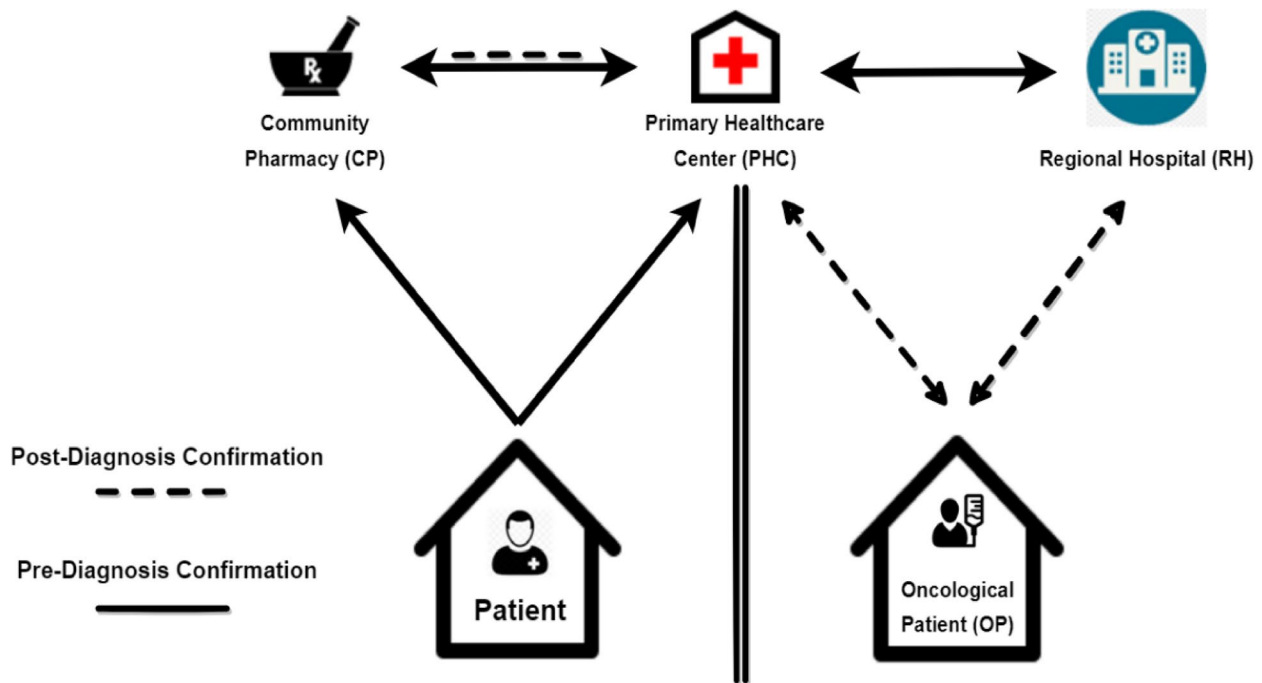 Rx
Community
Pharmacy (CP)
Primary Healthcare
Center (PHC)
Regional Hospital (RH)
Post-Diagnosis Confirmation
Pre-Diagnosis Confirmation
Patient
Oncological
Patient (OP)